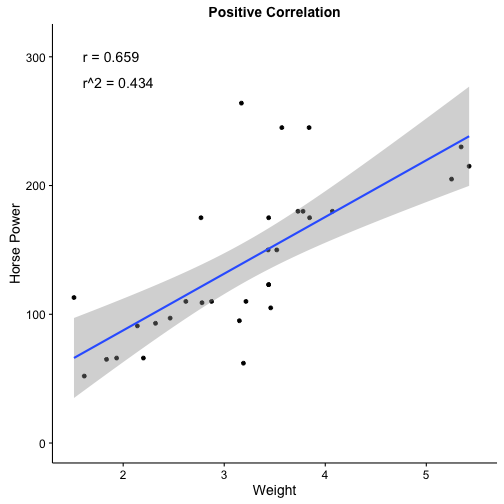 Positive Correlation
r = 0.659
r^2 = 0.434
300
200
100
0
Horse Power
2 3 4 5
Weight